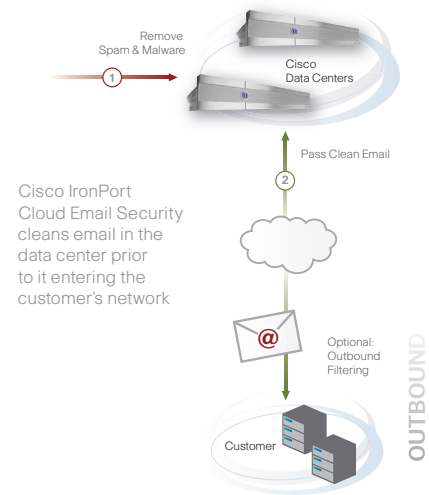 Remove
Spam & Malware
1
Cisco
Data Centers
@
@
Pass Clean Email
2
Cisco IronPort
Cloud Email Security
cleans email in the
data center prior
to it entering the
customer's network
@
Optional:
Outbound
Filtering
OUTBOUND
Customer